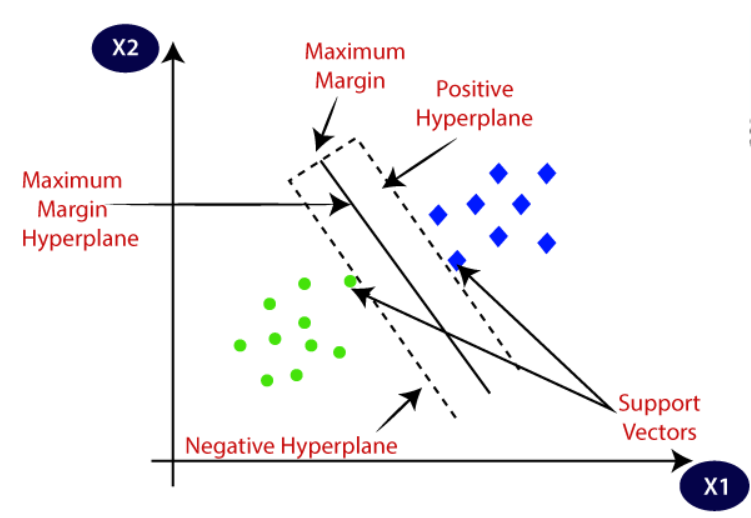 X2
Maximum
Margin
Positive
Hyperplane
Maximum
Margin
Hyperplane
Support
Vectors
Negative Hyperplane
X1